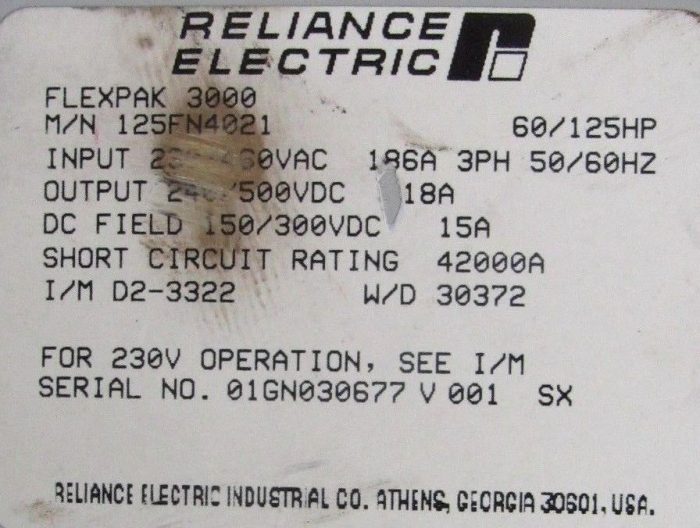 RELIANCE
ELECTRIC
FLEXPAK 3000
M/N 125FN4021 60/125HP
INPUT 186A 3PH 50/60HZ
OUTPUT
DC FIELD 150/300VDC 15A
SHORT CIRCUIT RATING 42000A
I/M D2-3322 W/D 30372
FOR 230V OPERATION, SEE I/M
SERIAL NO. 01GN030677 V 001 SX
RELIANCE ELECTRIC INDUSTRIAL CO. ATHENS, GEORGIA 30601, USA.